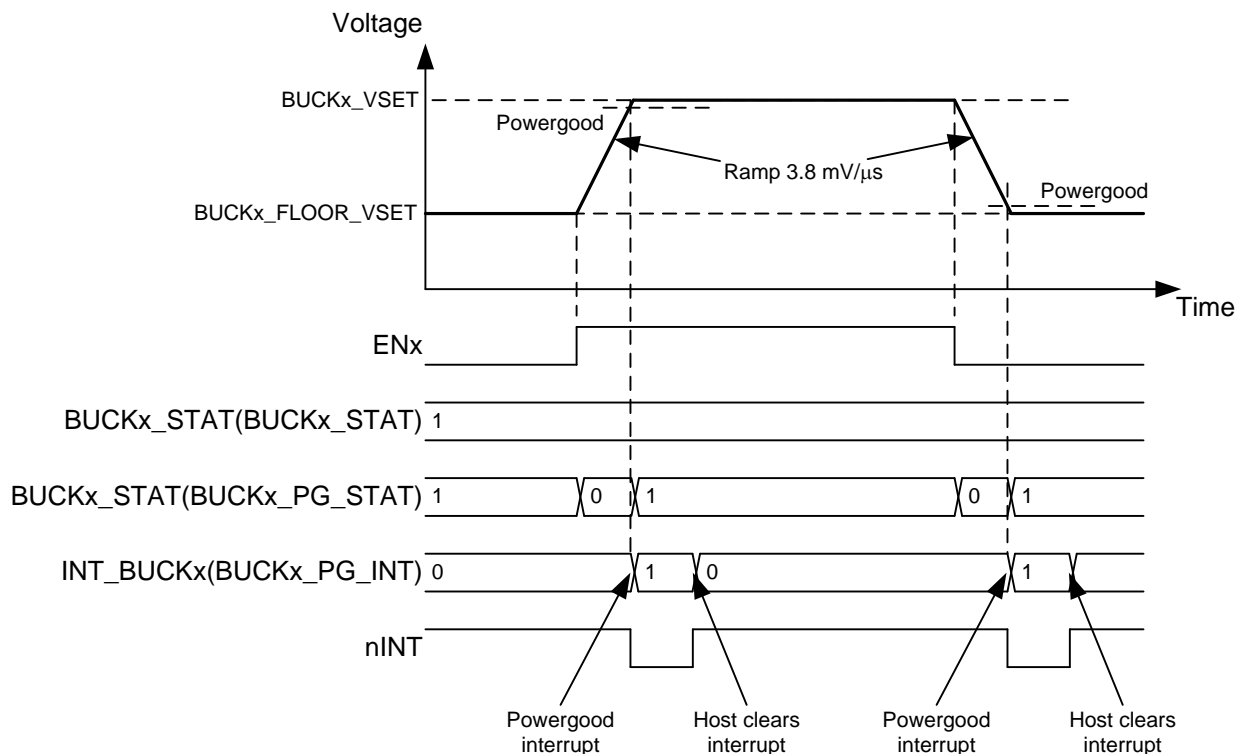 Voltage
BUCKx_VSET
Powergood
Ramp 3.8 mV/μs
Powergood
BUCKx_FLOOR_VSET
Time
ENx
BUCKx_STAT(BUCKx_STAT) 1
BUCKx_STAT(BUCKx_PG_STAT) 1 0 1 0 1
INT_BUCKx(BUCKx_PG_INT) 0 1 0 1
nINT
Powergood
interrupt
Host clears
interrupt
Powergood
interrupt
Host clears
interrupt